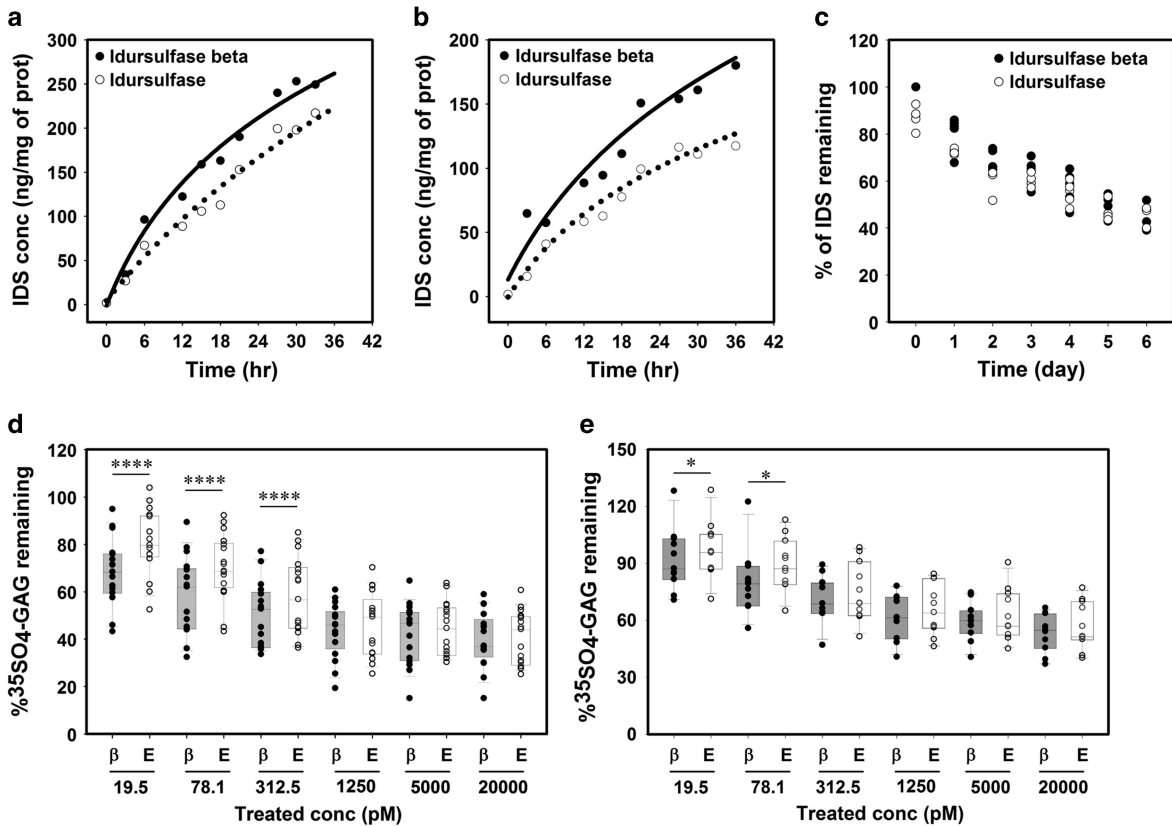 a
300
250
200
150
100
50
0
IDS conc (ng/mg of prot)
Idursulfase beta
Idursulfase
0 6 12 18 24 30 36 42
Time (hr)
b
200
150
100
50
0
IDS conc (ng/mg of prot)
Idursulfase beta
Idursulfase
0 6 12 18 24 30 36 42
Time (hr)
c
120
100
80
60
40
20
0
% of IDS remaining
Idursulfase beta
Idursulfase
0 1 2 3 4 5 6
Time (day)
d
120
100
80
60
40
20
0
%³⁵SO4-GAG remaining
**** **** ****
β E β E β E β E β E β E
19.5 78.1 312.5 1250 5000 20000
Treated conc (pM)
e
150
120
90
60
30
0
%³⁵SO4-GAG remaining
* *
β E β E β E β E β E β E
19.5 78.1 312.5 1250 5000 20000
Treated conc (pM)